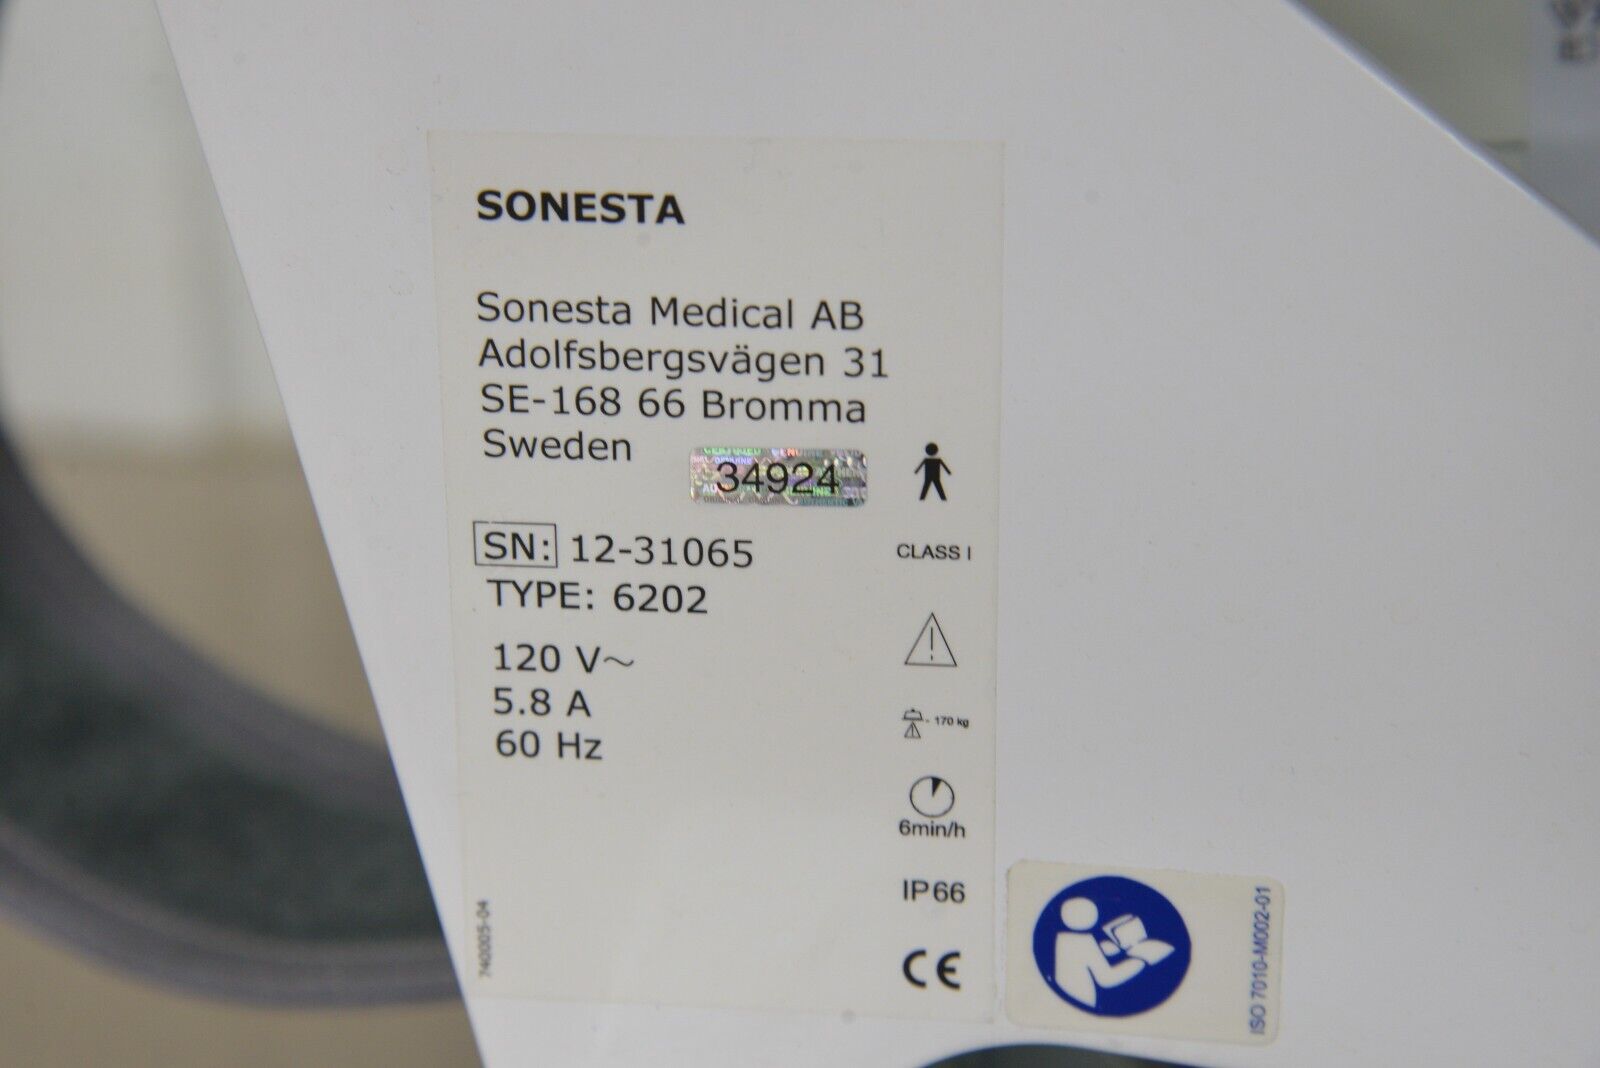 SONESTA
Sonesta Medical AB
Adolfsbergsvägen 31
SE-168 66 Bromma
Sweden
34924
SN: 12-31065
TYPE: 6202
120 V~
5.8 A
60 Hz
740005-04
CLASS I
- 170 kg
6min/h
IP66
CE
ISO 7010-M002-01